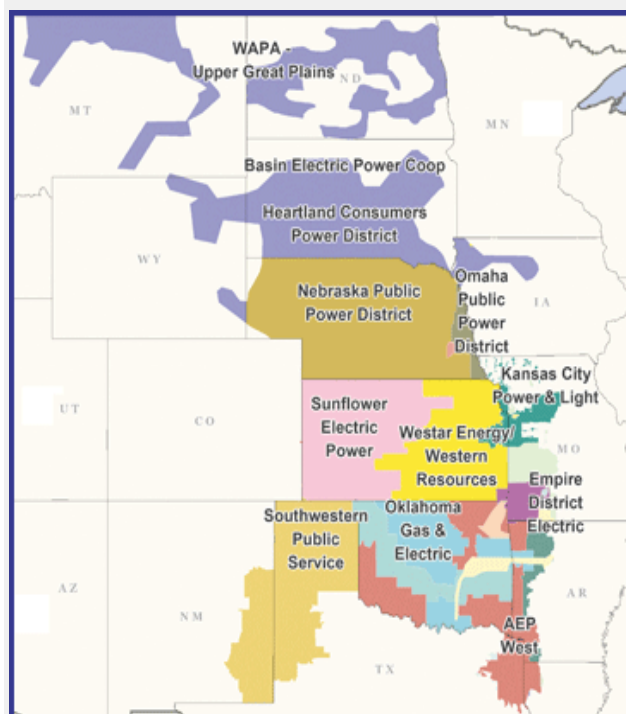 WAPA -
Upper Great Plains
ND
MT
MN
Basin Electric Power Coop
Heartland Consumers
Power District
WY
Nebraska Public
Power District
Omaha
Public
Power
District
IA
Kansas City
Power & Light
UT
CO
Sunflower
Electric
Power
Westar Energy/
Western
Resources
MO
Empire
District
Electric
Southwestern
Public
Service
Oklahoma
Gas &
Electric
AZ
NM
AR
AEP
West
TX